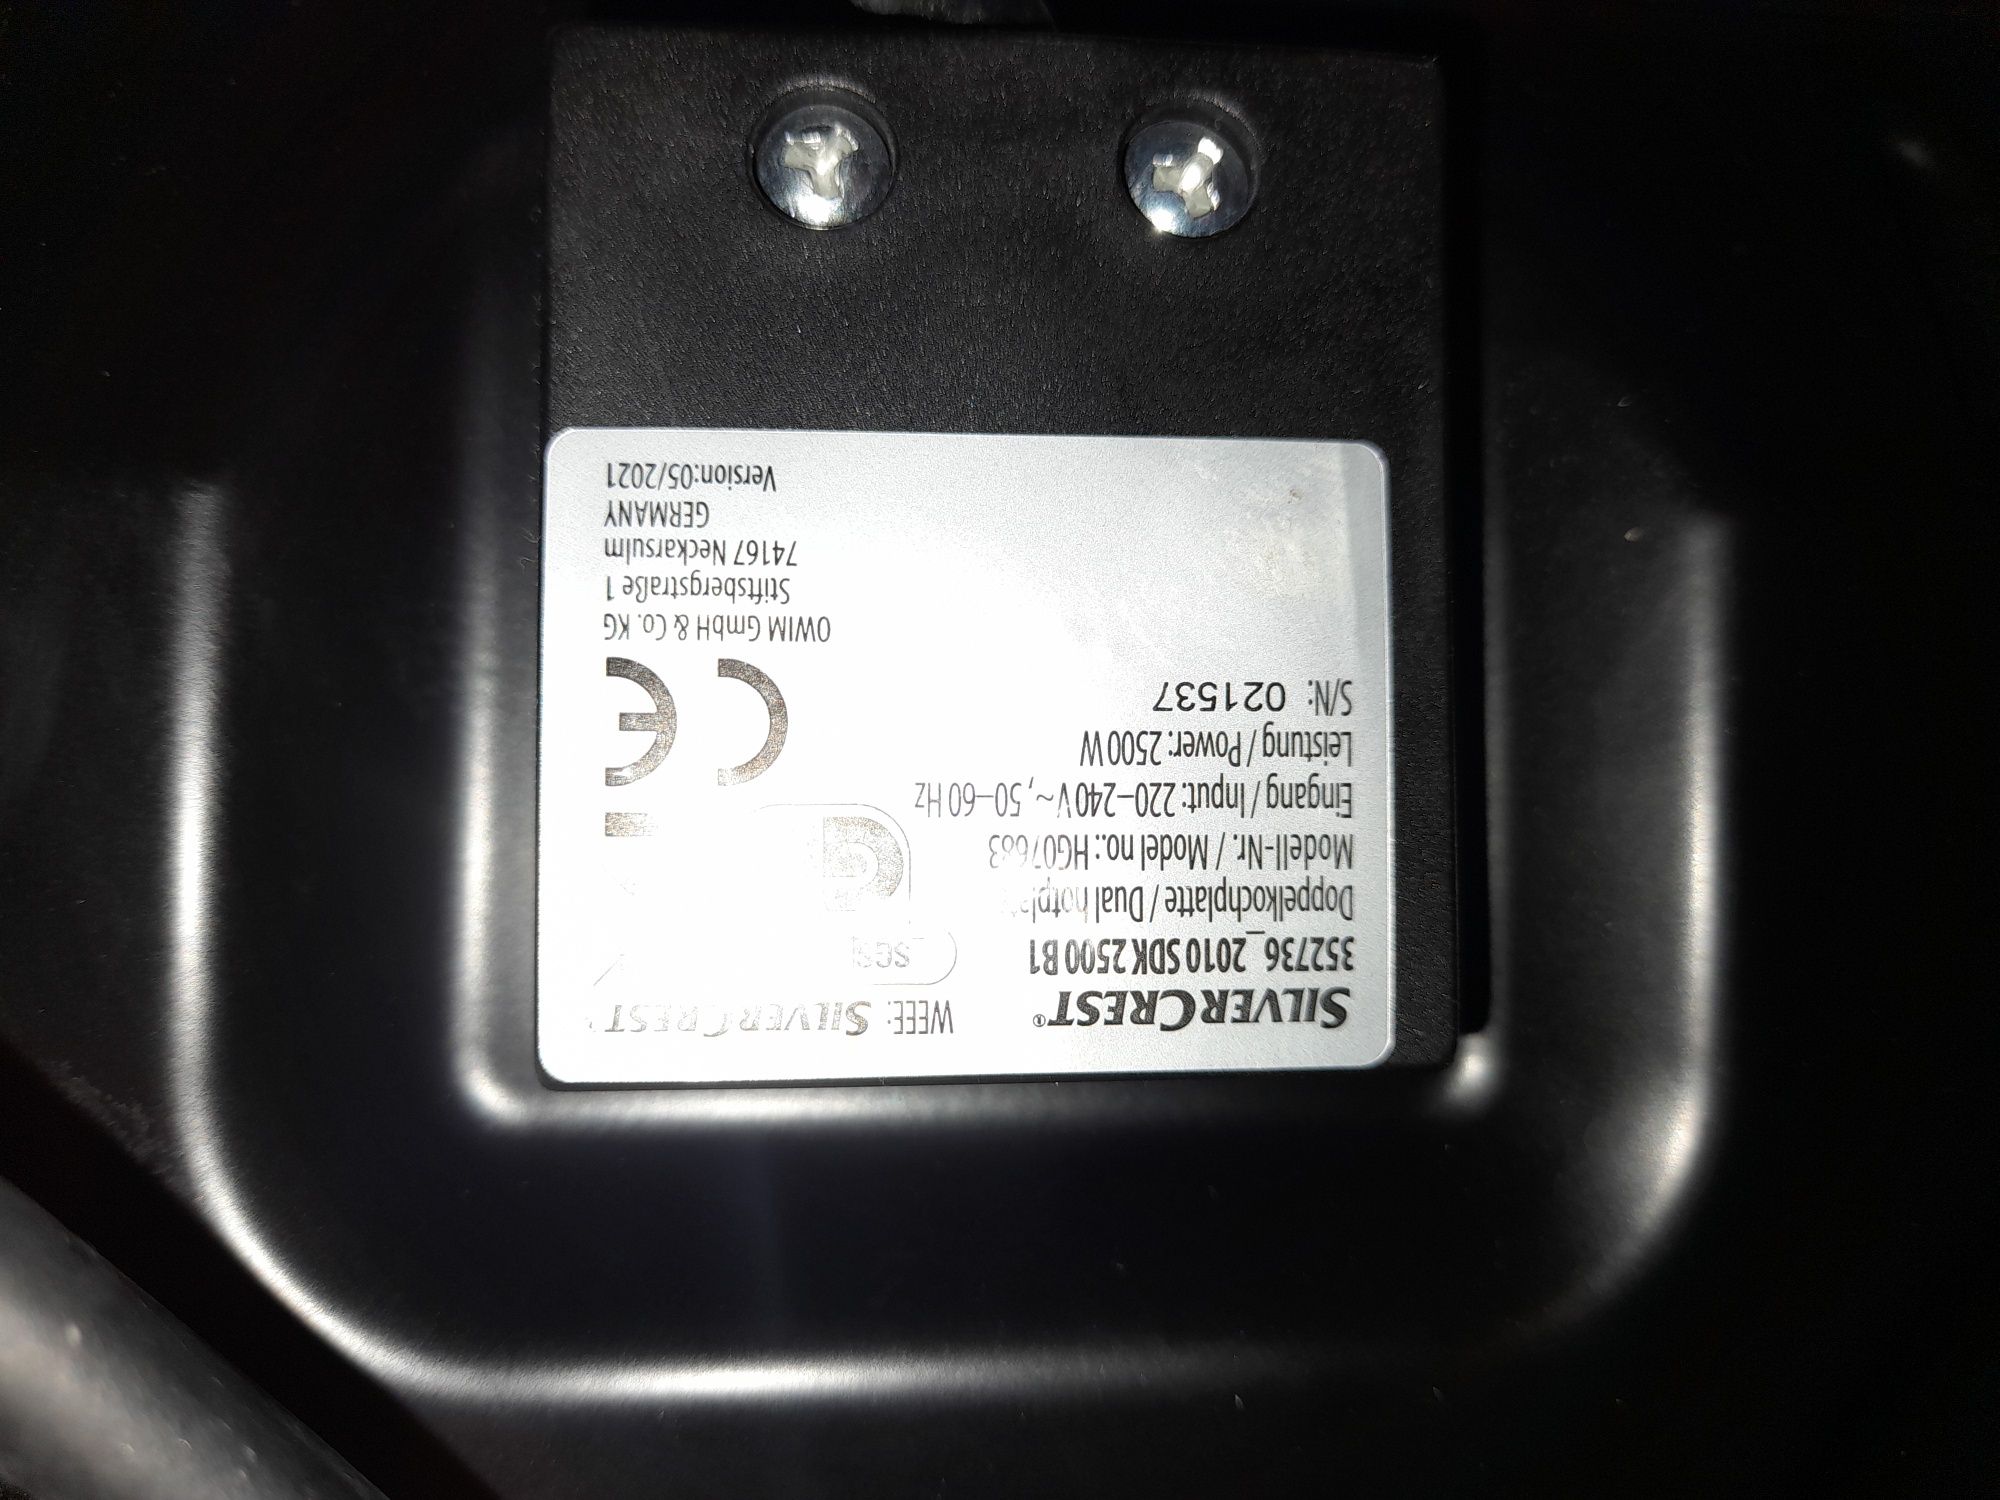 SILVERCREST®
352736_2010 SDK 2500 B1
Doppelkochplatte / Dual
Modell-Nr. / Model no.: HG07683
Eingang / Input: 220–240 V~, 50–60 Hz
Leistung / Power: 2500 W
S/N: 021537
WEEE: SILVERCREST
SGS
CE
OWIM GmbH & Co. KG
Stiftsbergstraße 1
74167 Neckarsulm
GERMANY
Version:05/2021